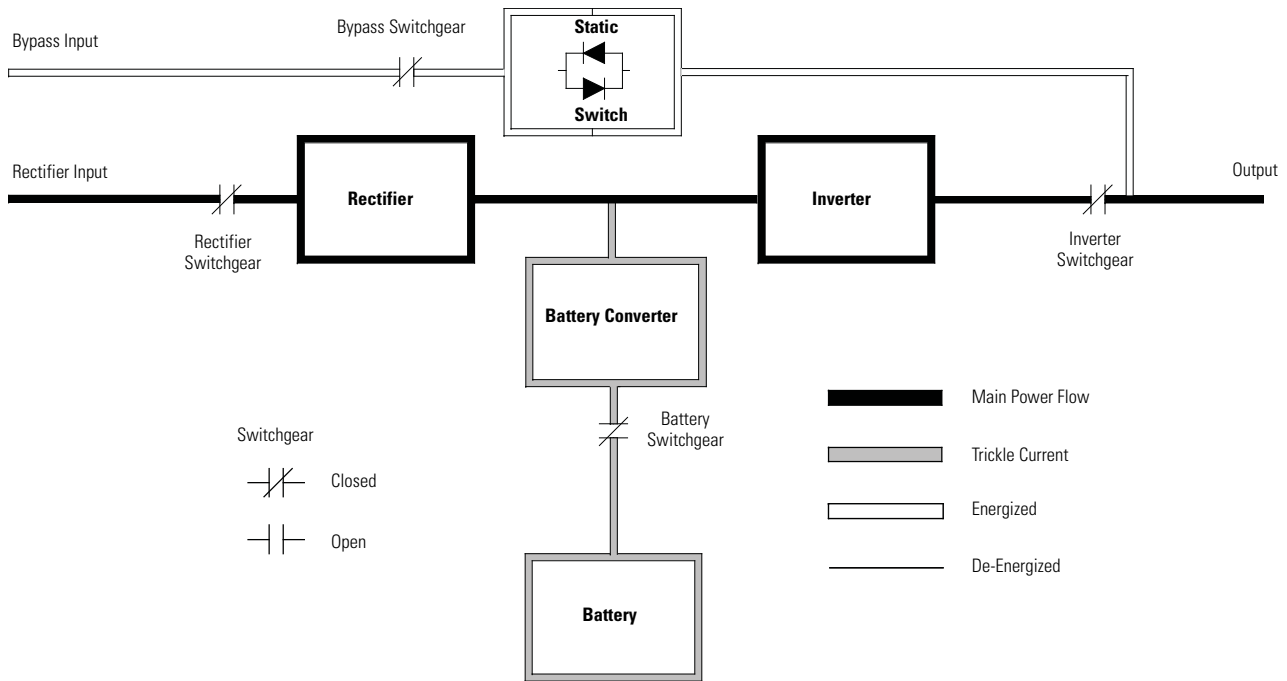 Bypass Input
Bypass Switchgear
Static
Switch
Rectifier Input
Rectifier
Inverter
Output
Rectifier
Switchgear
Inverter
Switchgear
Battery Converter
Main Power Flow
Battery
Switchgear
Switchgear
Trickle Current
Closed
Energized
Open
De-Energized
Battery